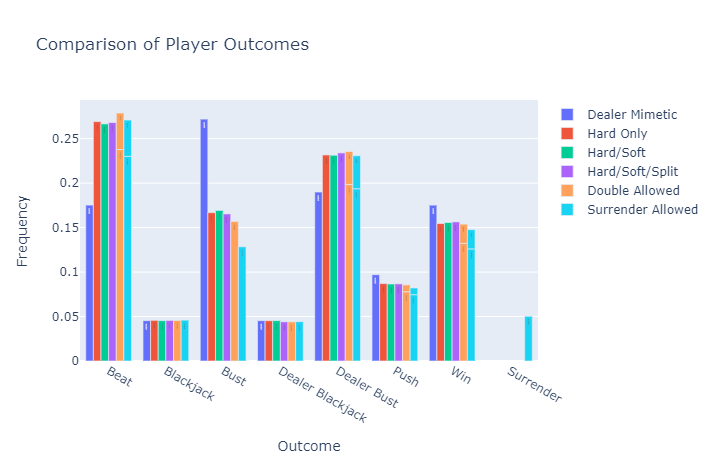 Comparison of Player Outcomes
Dealer Mimetic
Hard Only
Hard/Soft
Hard/Soft/Split
Double Allowed
Surrender Allowed
Frequency
0.25
0.2
0.15
0.1
0.05
0
Beat
Blackjack
Bust
Dealer Blackjack
Dealer Bust
Push
Win
Surrender
Outcome